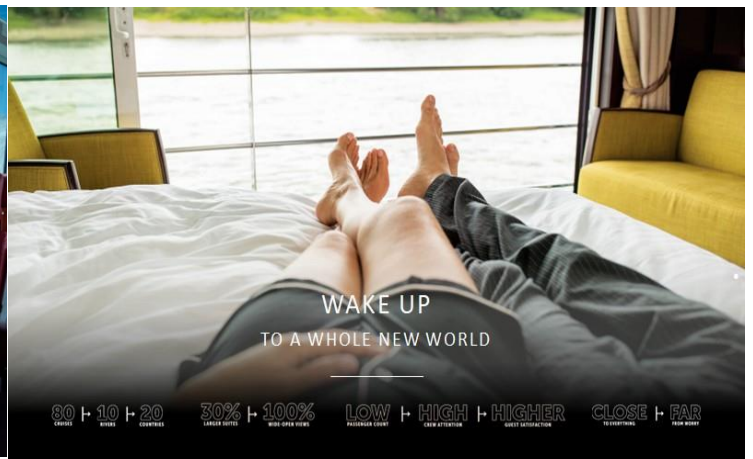 WAKE UP
TO A WHOLE NEW WORLD
80 CRUISES 10 RIVERS 20 COUNTRIES
30% LARGER SUITES 100% WIDE-OPEN VIEWS
LOW PASSENGER COUNT HIGH CREW ATTENTION HIGHER GUEST SATISFACTION
CLOSE TO EVERYTHING FAR FROM WORRY